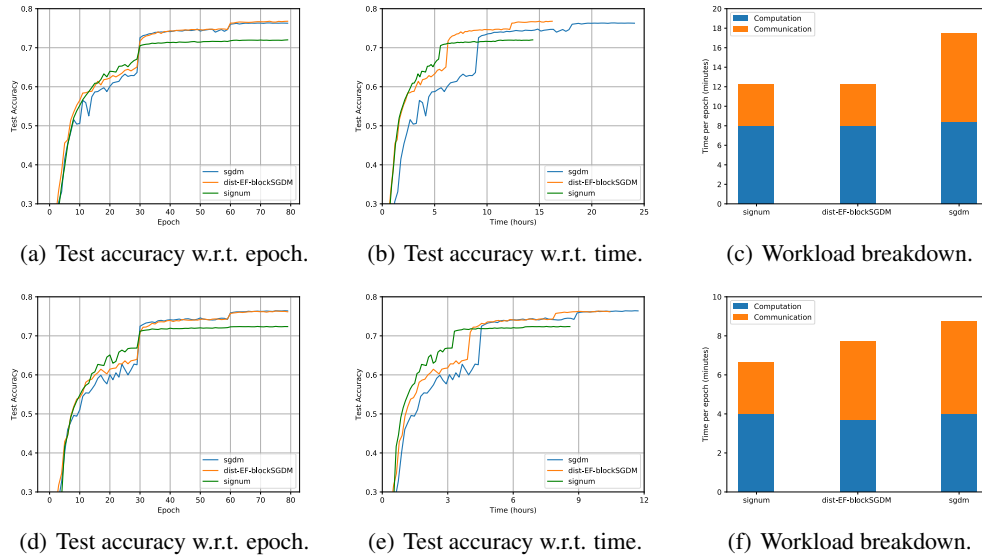 0.8
0.7
0.6
0.5
0.4
0.3
Test Accuracy
sgdm
dist-EF-blockSGDM
signum
0 10 20 30 40 50 60 70 80
Epoch
(a) Test accuracy w.r.t. epoch.
0.8
0.7
0.6
0.5
0.4
0.3
Test Accuracy
sgdm
dist-EF-blockSGDM
signum
0 5 10 15 20 25
Time (hours)
(b) Test accuracy w.r.t. time.
20
18
16
14
12
10
8
6
4
2
0
Time per epoch (minutes)
Computation
Communication
signum dist-EF-blockSGDM sgdm
(c) Workload breakdown.
0.8
0.7
0.6
0.5
0.4
0.3
Test Accuracy
sgdm
dist-EF-blockSGDM
signum
0 10 20 30 40 50 60 70 80
Epoch
(d) Test accuracy w.r.t. epoch.
0.8
0.7
0.6
0.5
0.4
0.3
Test Accuracy
sgdm
dist-EF-blockSGDM
signum
0 3 6 9 12
Time (hours)
(e) Test accuracy w.r.t. time.
10
8
6
4
2
0
Time per epoch (minutes)
Computation
Communication
signum dist-EF-blockSGDM sgdm
(f) Workload breakdown.